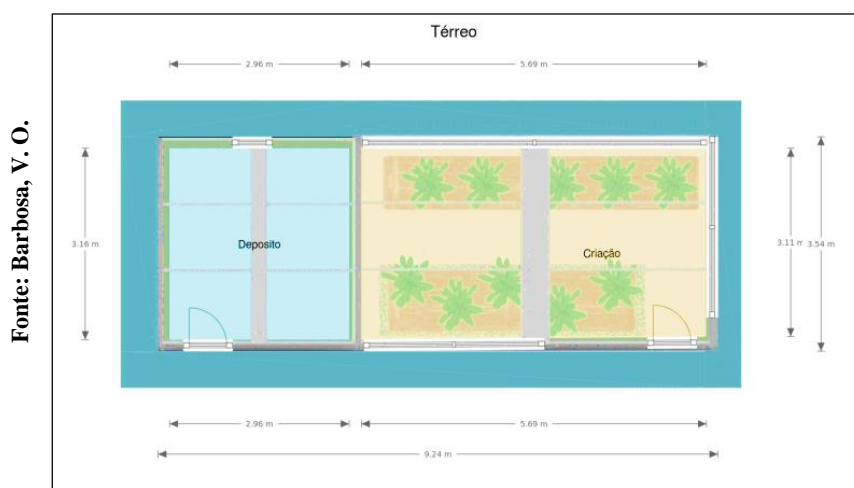 Térreo
2.96 m
5.69 m
Fonte: Barbosa, V. O.
3.16 m
Deposito
Criação
3.11 m
3.54 m
2.96 m
5.69 m
9.24 m